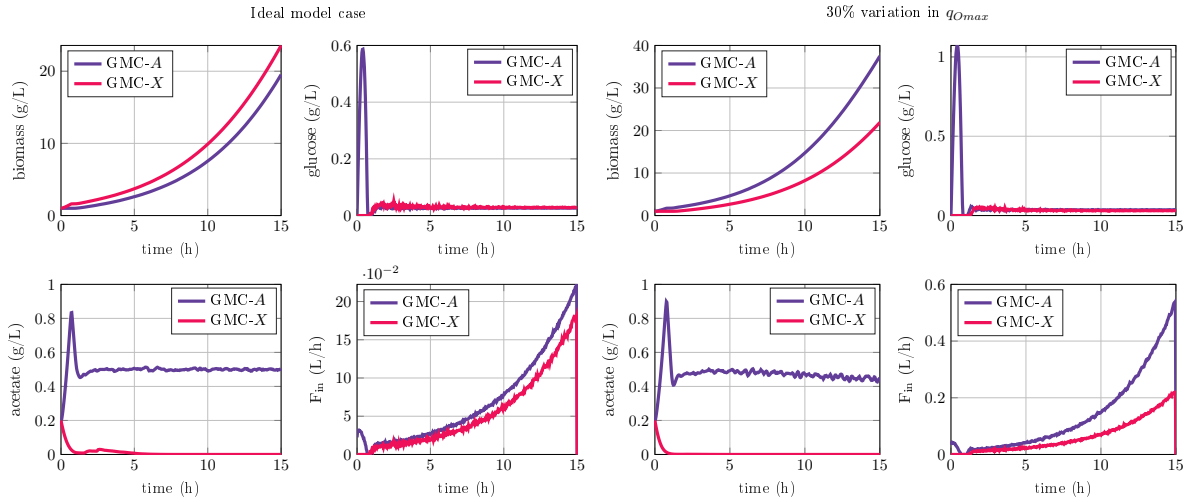 Ideal model case
30% variation in qOmax
biomass (g/L)
20
10
0
0 5 10 15
time (h)
GMC-A
GMC-X
glucose (g/L)
0.6
0.4
0.2
0
0 5 10 15
time (h)
GMC-A
GMC-X
biomass (g/L)
40
30
20
10
0
0 5 10 15
time (h)
GMC-A
GMC-X
glucose (g/L)
1
0.5
0
0 5 10 15
time (h)
GMC-A
GMC-X
acetate (g/L)
1
0.8
0.6
0.4
0.2
0
0 5 10 15
time (h)
GMC-A
GMC-X
Fin (L/h)
·10−2
20
15
10
5
0
0 5 10 15
time (h)
GMC-A
GMC-X
acetate (g/L)
1
0.8
0.6
0.4
0.2
0
0 5 10 15
time (h)
GMC-A
GMC-X
Fin (L/h)
0.6
0.4
0.2
0
0 5 10 15
time (h)
GMC-A
GMC-X